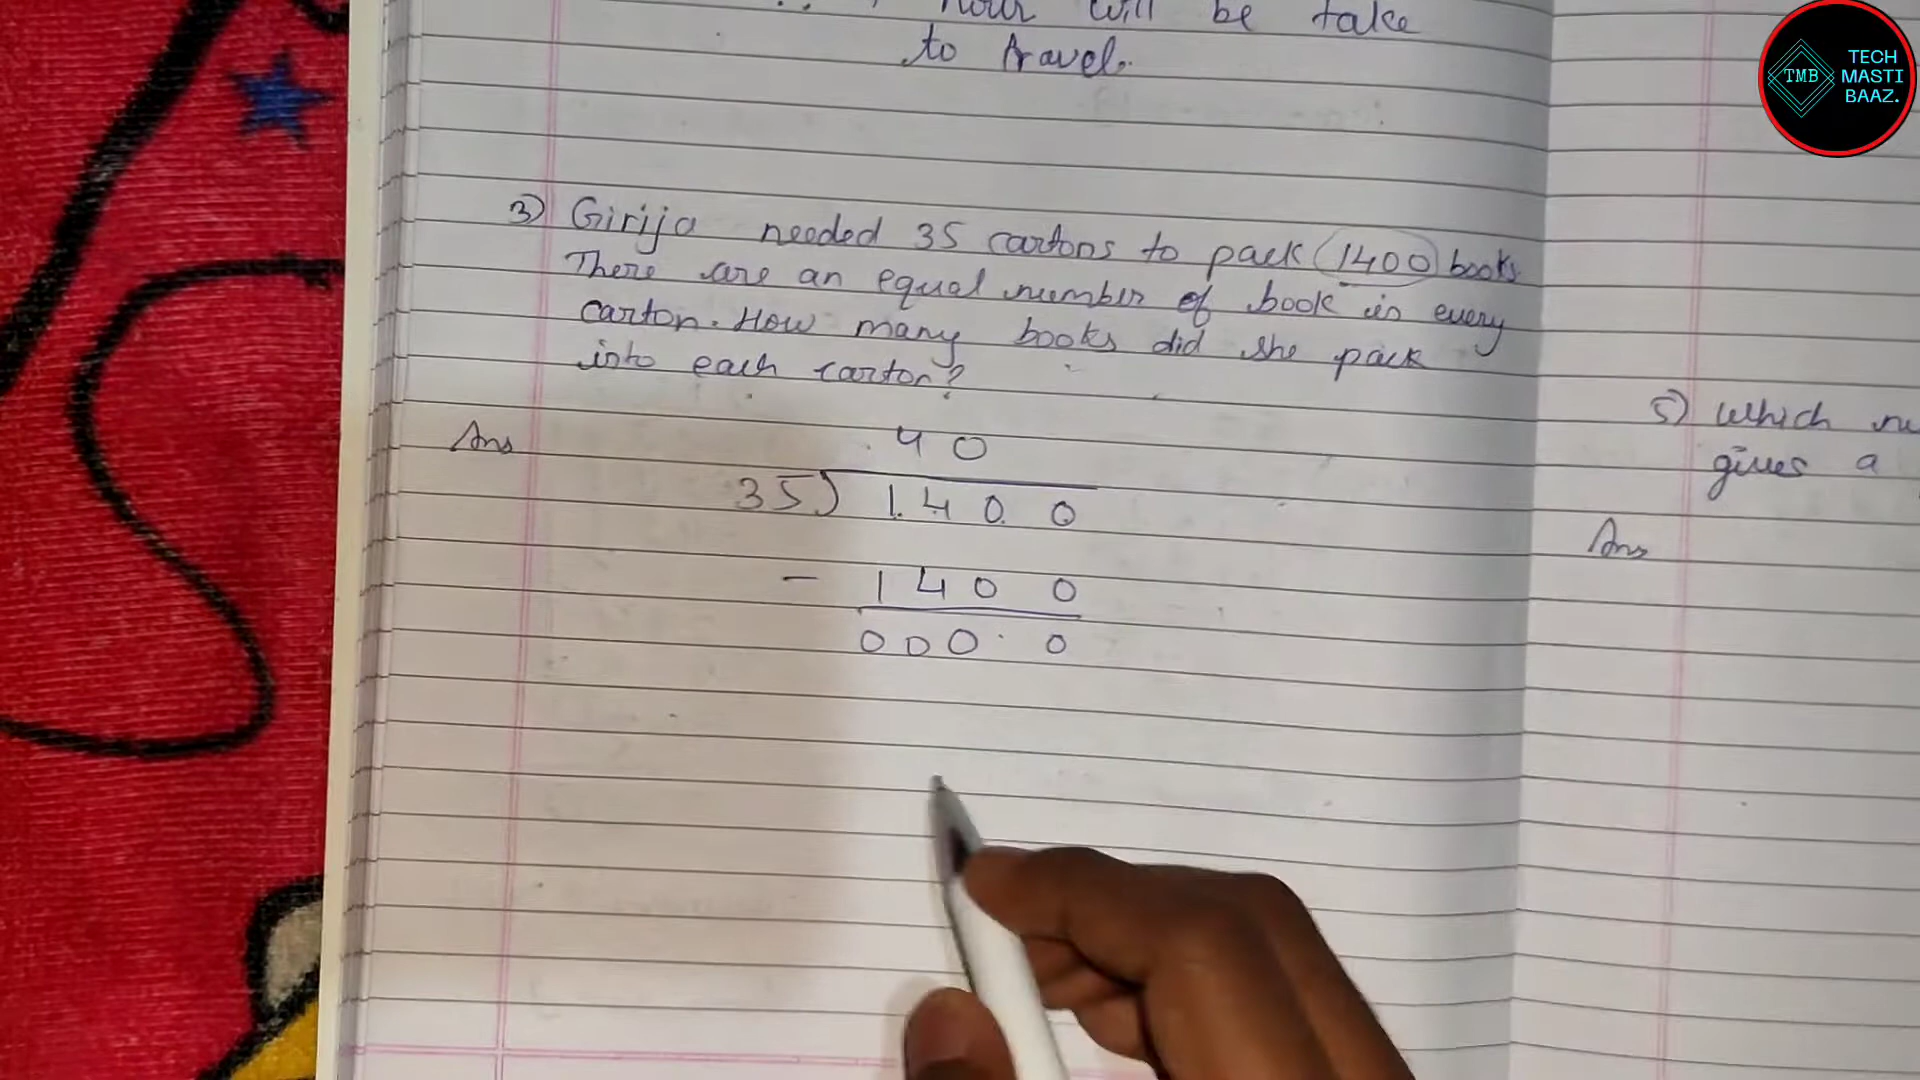 hour will be take
to travel.
3) Girija needed 35 cartons to pack (1400) books
There are an equal number of book in every
carton. How many books did she pack
into each carton?
Ans
40
35) 1400
- 1400
0000
5) Which
gives a
Ans
TECH
MASTI
BAAZ.
TMB